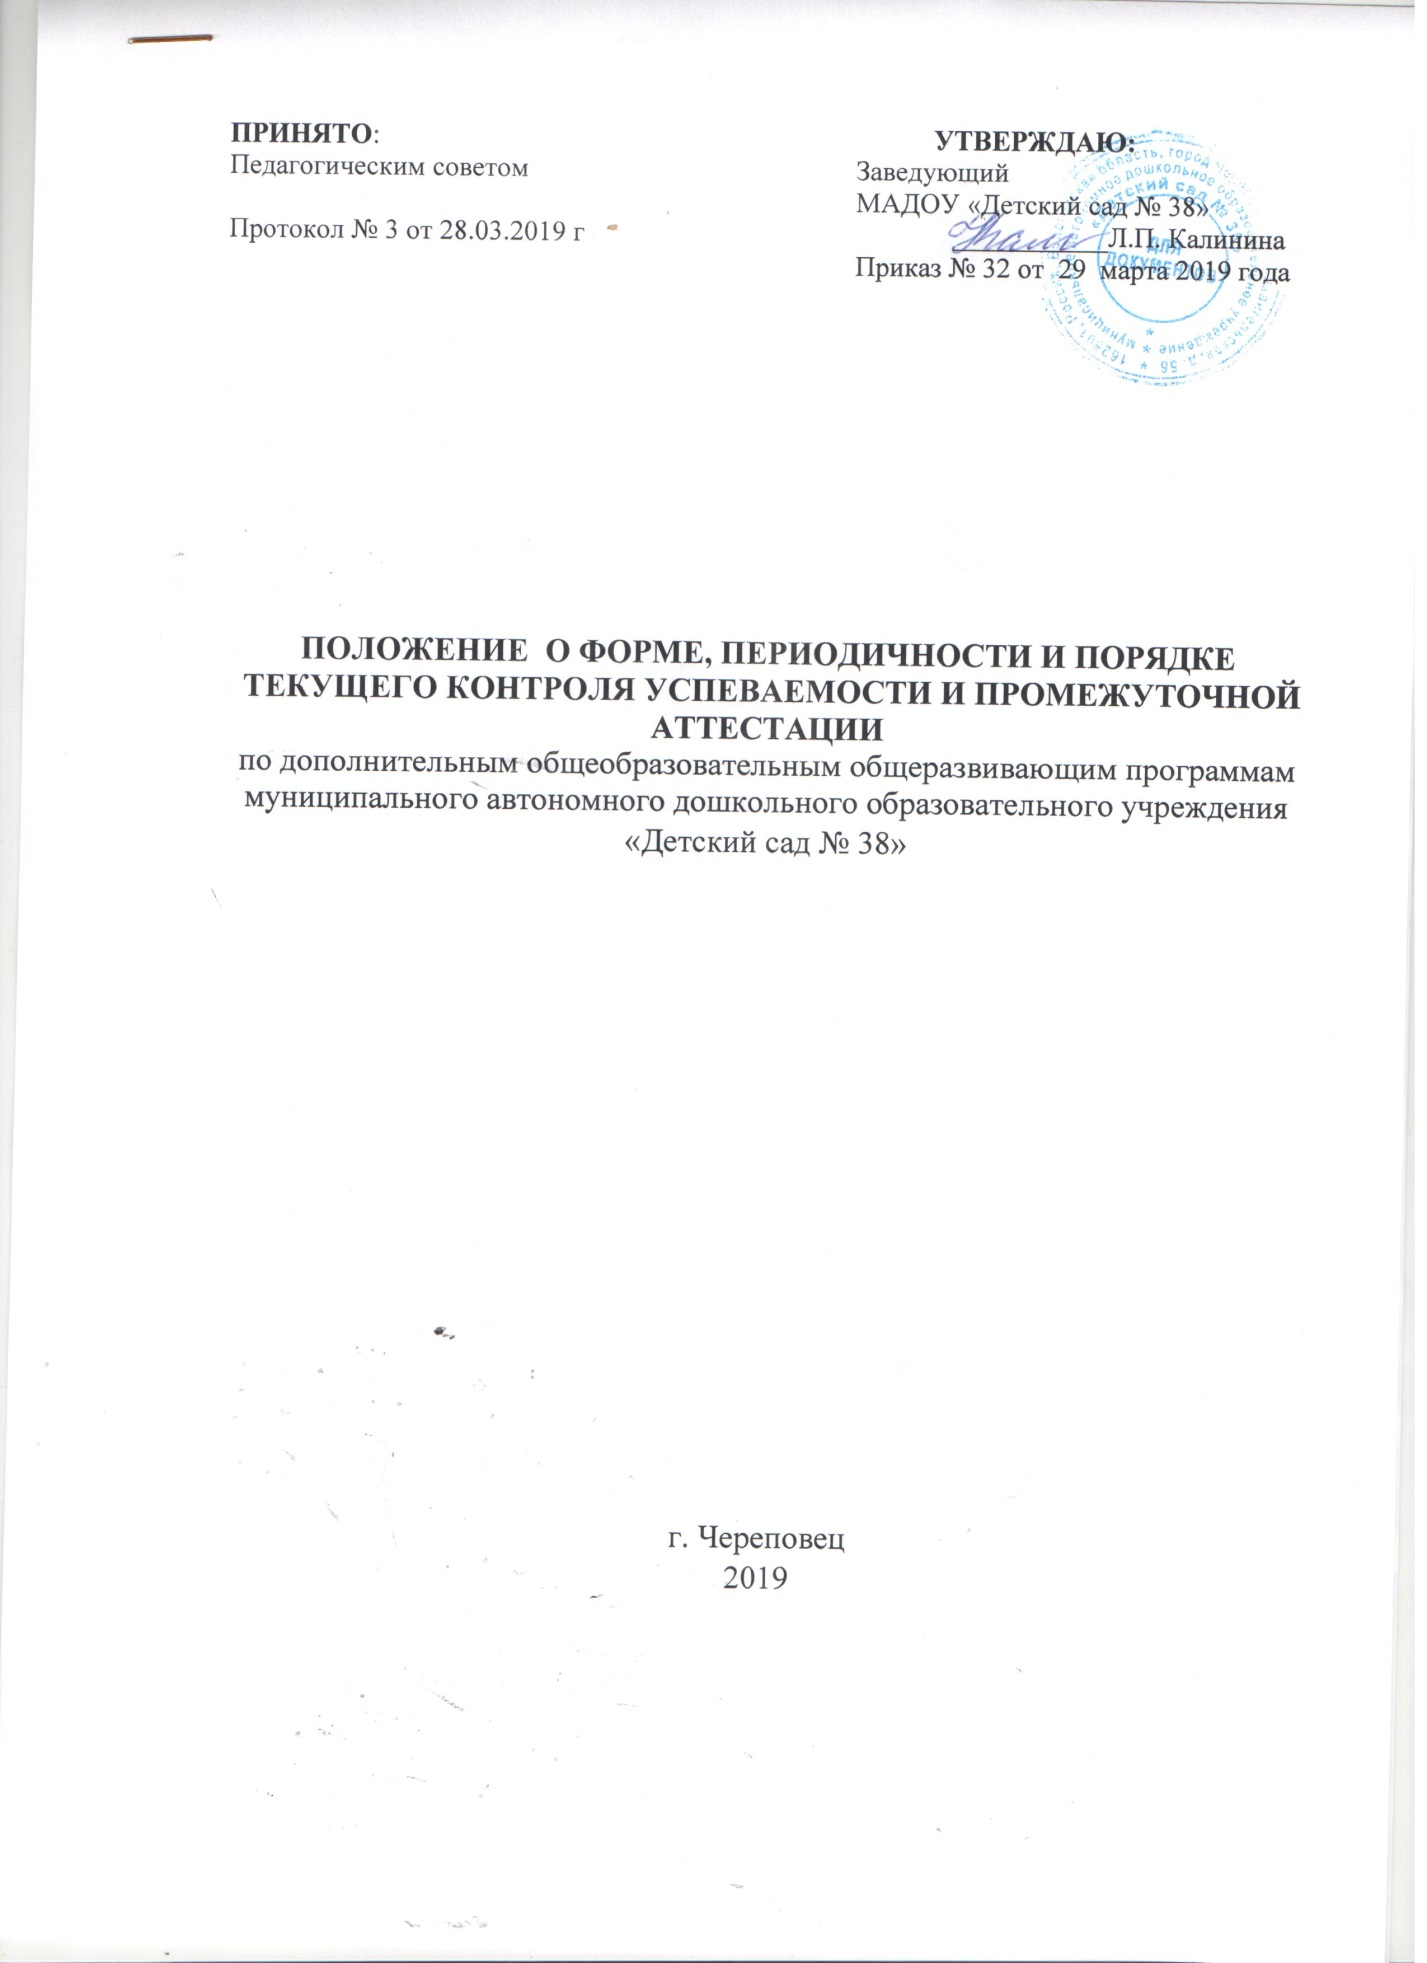 ПРИНЯТО:
Педагогическим советом
Протокол № 3 от 28.03.2019 г
УТВЕРЖДАЮ:
Заведующий
МАДОУ «Детский сад № 38»
Л.П. Калинина
Приказ № 32 от 29 марта 2019 года
ДЛЯ
ДОКУМЕНТОВ
ПОЛОЖЕНИЕ О ФОРМЕ, ПЕРИОДИЧНОСТИ И ПОРЯДКЕ
ТЕКУЩЕГО КОНТРОЛЯ УСПЕВАЕМОСТИ И ПРОМЕЖУТОЧНОЙ
АТТЕСТАЦИИ
по дополнительным общеобразовательным общеразвивающим программам
муниципального автономного дошкольного образовательного учреждения
«Детский сад № 38»
г. Череповец
2019